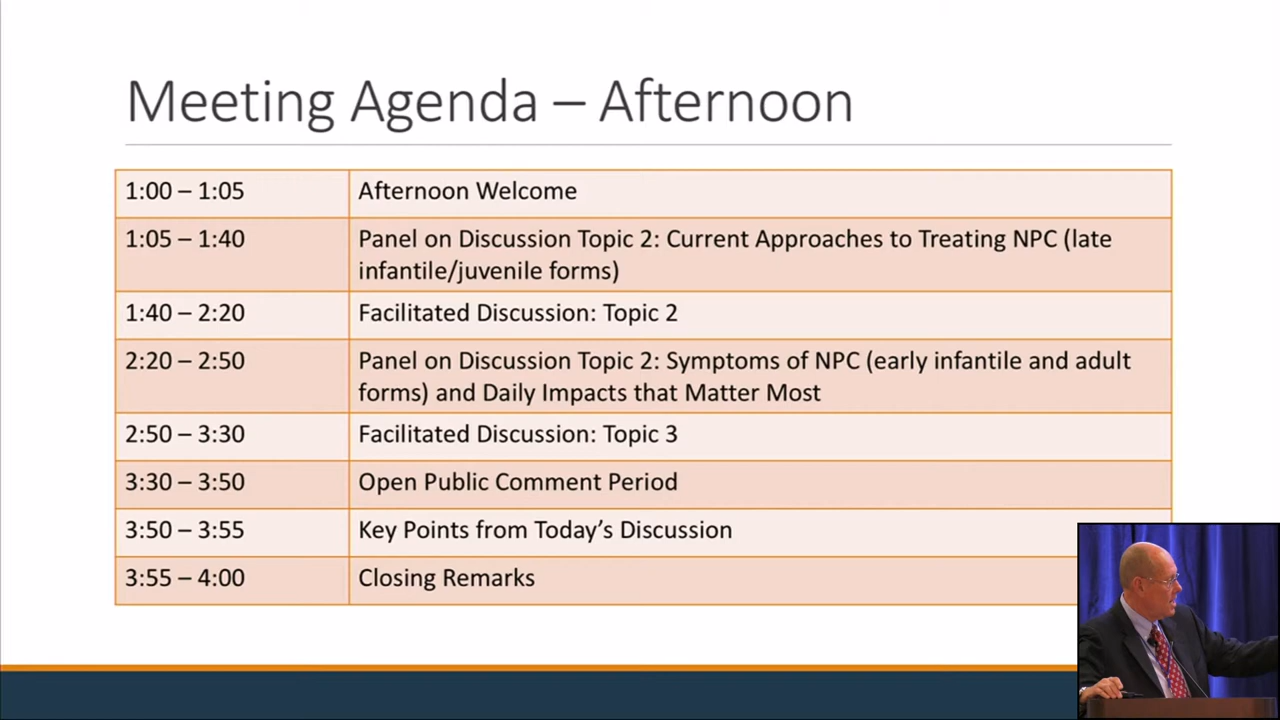 Meeting Agenda – Afternoon
1:00 – 1:05 Afternoon Welcome
1:05 – 1:40 Panel on Discussion Topic 2: Current Approaches to Treating NPC (late
infantile/juvenile forms)
1:40 – 2:20 Facilitated Discussion: Topic 2
2:20 – 2:50 Panel on Discussion Topic 2: Symptoms of NPC (early infantile and adult
forms) and Daily Impacts that Matter Most
2:50 – 3:30 Facilitated Discussion: Topic 3
3:30 – 3:50 Open Public Comment Period
3:50 – 3:55 Key Points from Today’s Discussion
3:55 – 4:00 Closing Remarks